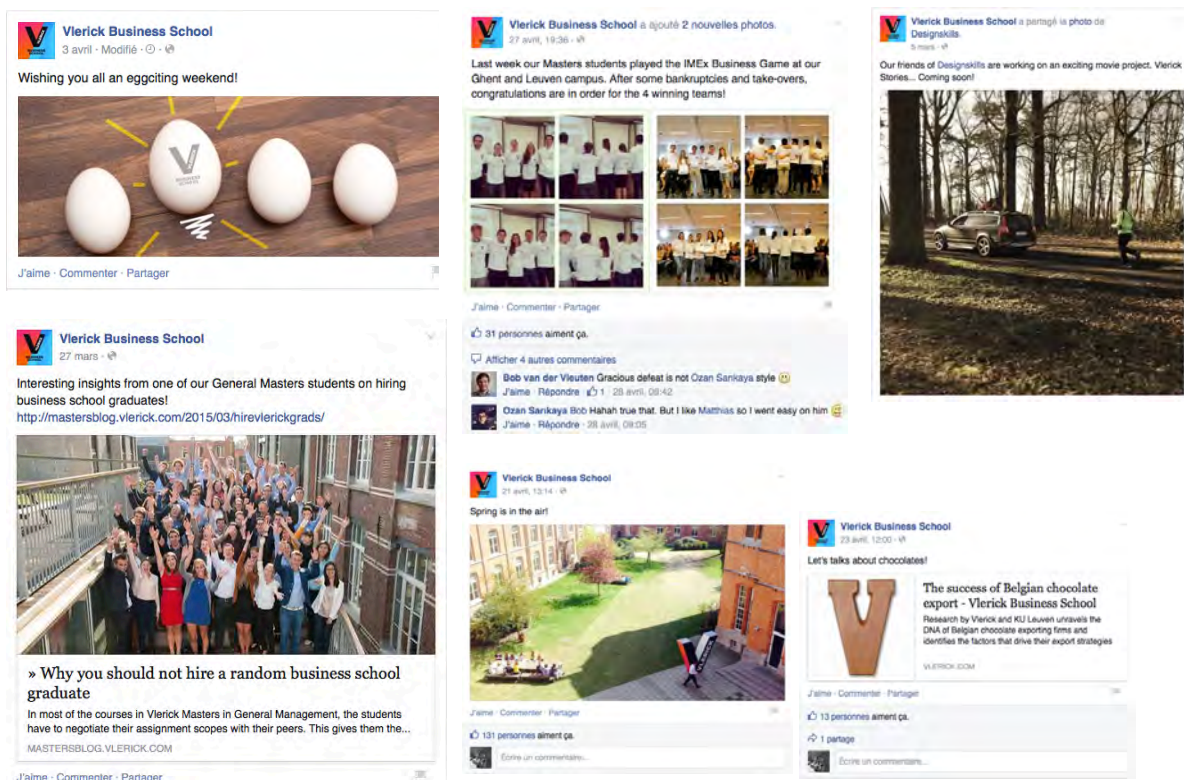 Vlerick Business School
3 avril · Modifié ·
Wishing you all an eggciting weekend!
V
BUSINESS
SCHOOL
J'aime · Commenter · Partager
Vlerick Business School
27 mars ·
Interesting insights from one of our General Masters students on hiring
business school graduates!
http://mastersblog.vlerick.com/2015/03/hirevlerickgrads/
» Why you should not hire a random business school
graduate
In most of the courses in Vlerick Masters in General Management, the students
have to negotiate their assignment scopes with their peers. This gives them the...
MASTERSBLOG.VLERICK.COM
J'aime · Commenter · Partager
Vlerick Business School a ajouté 2 nouvelles photos.
27 avril, 19:36 ·
Last week our Masters students played the IMEx Business Game at our
Ghent and Leuven campus. After some bankruptcies and take-overs,
congratulations are in order for the 4 winning teams!
J'aime · Commenter · Partager
31 personnes aiment ça.
Afficher 4 autres commentaires
Bob van der Vleuten Gracious defeat is not Ozan Sarikaya style
J'aime · Répondre · 1 · 28 avril, 08:42
Ozan Sarikaya Bob Hahah true that. But I like Matthias so I went easy on him
J'aime · Répondre · 28 avril, 09:05
Vlerick Business School
21 avril, 13:14 ·
Spring is in the air!
J'aime · Commenter · Partager
131 personnes aiment ça.
Écrire un commentaire...
Vlerick Business School a partagé la photo de
Designskills.
5 mars ·
Our friends of Designskills are working on an exciting movie project. Vlerick
Stories... Coming soon!
Vlerick Business School
23 avril, 12:00 ·
Let's talks about chocolates!
The success of Belgian chocolate
export - Vlerick Business School
Research by Vlerick and KU Leuven unravels the
DNA of Belgian chocolate exporting firms and
identifies the factors that drive their export strategies
VLERICK.COM
J'aime · Commenter · Partager
13 personnes aiment ça.
1 partage
Écrire un commentaire...